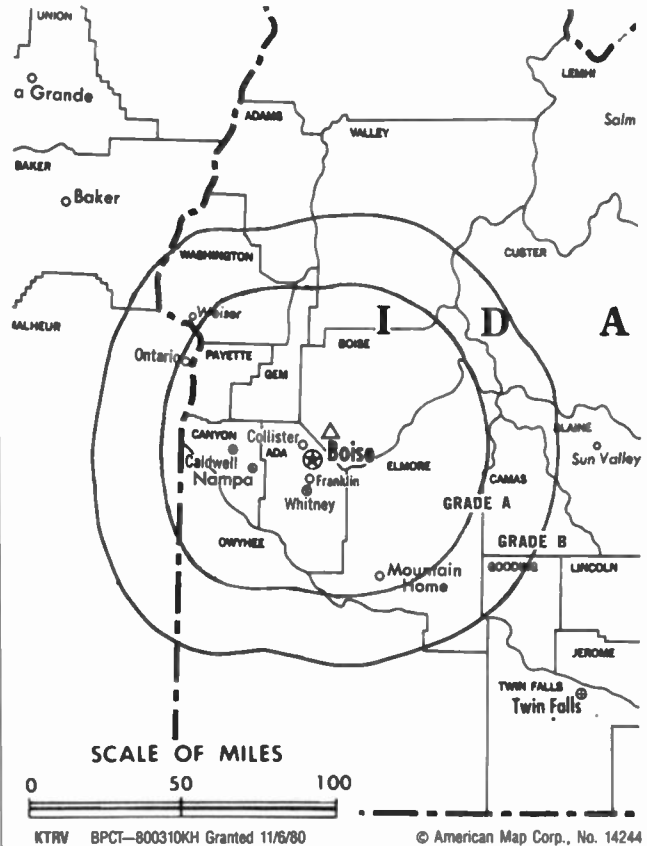 UNION
LEMHI
a Grande
ADAMS
Salm
VALLEY
BAKER
Baker
WASHINGTON
CUSTER
MALHEUR
Weiser
I D A
Ontario
PAYETTE
BOISE
GEM
BLAINE
CANYON
Collister
ADA
Boise
Sun Valley
Caldwell
ELMORE
Nampa
Franklin
CAMAS
Whitney
GRADE A
OWYHEE
GRADE B
Mountain
Home
GOODING
LINCOLN
JEROME
TWIN FALLS
Twin Falls
SCALE OF MILES
0 50 100
KTRV BPCT—800310KH Granted 11/6/80 © American Map Corp., No. 14244